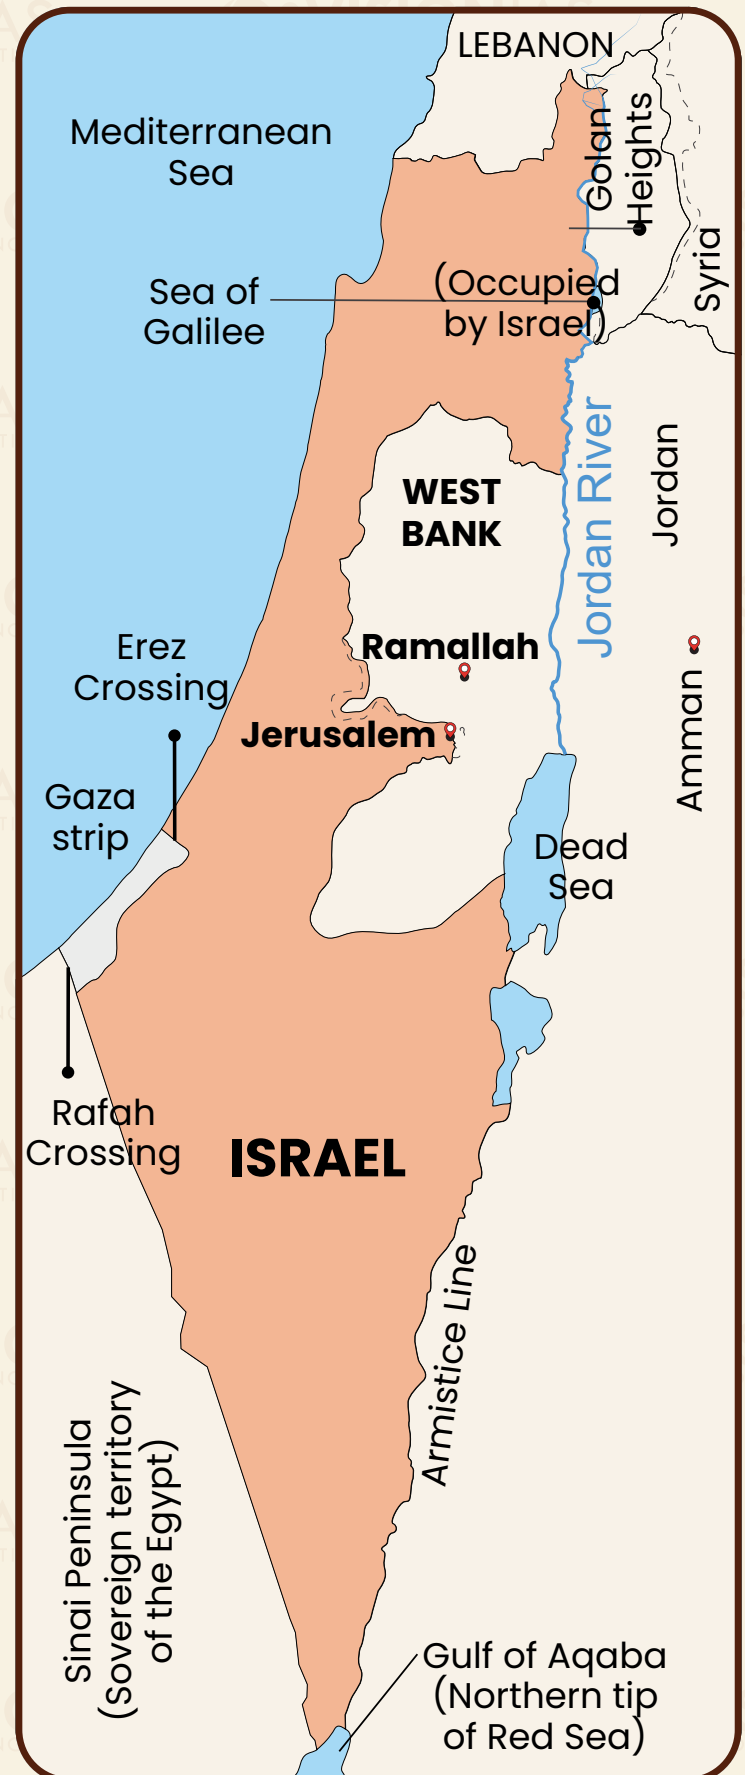 LEBANON
Mediterranean
Sea
Golan
Heights
Syria
Sea of
Galilee
(Occupied
by Israel)
Jordan River
Jordan
WEST
BANK
Erez
Crossing
Ramallah
Jerusalem
Amman
Gaza
strip
Dead
Sea
Rafah
Crossing
ISRAEL
Armistice Line
Sinai Peninsula
(Sovereign territory
of the Egypt)
Gulf of Aqaba
(Northern tip
of Red Sea)